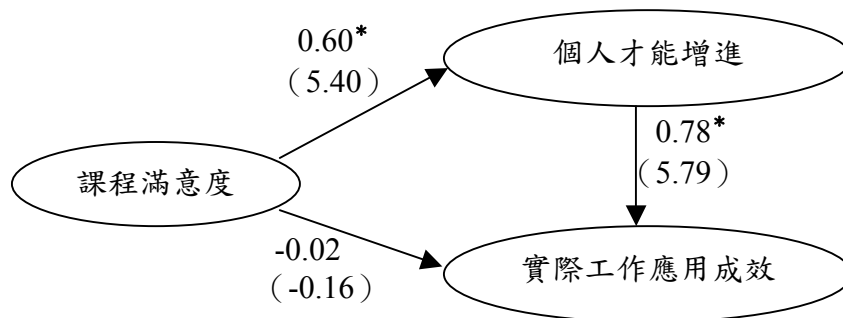 0.60*
（5.40）
個人才能增進
0.78*
（5.79）
課程滿意度
-0.02
（-0.16）
實際工作應用成效